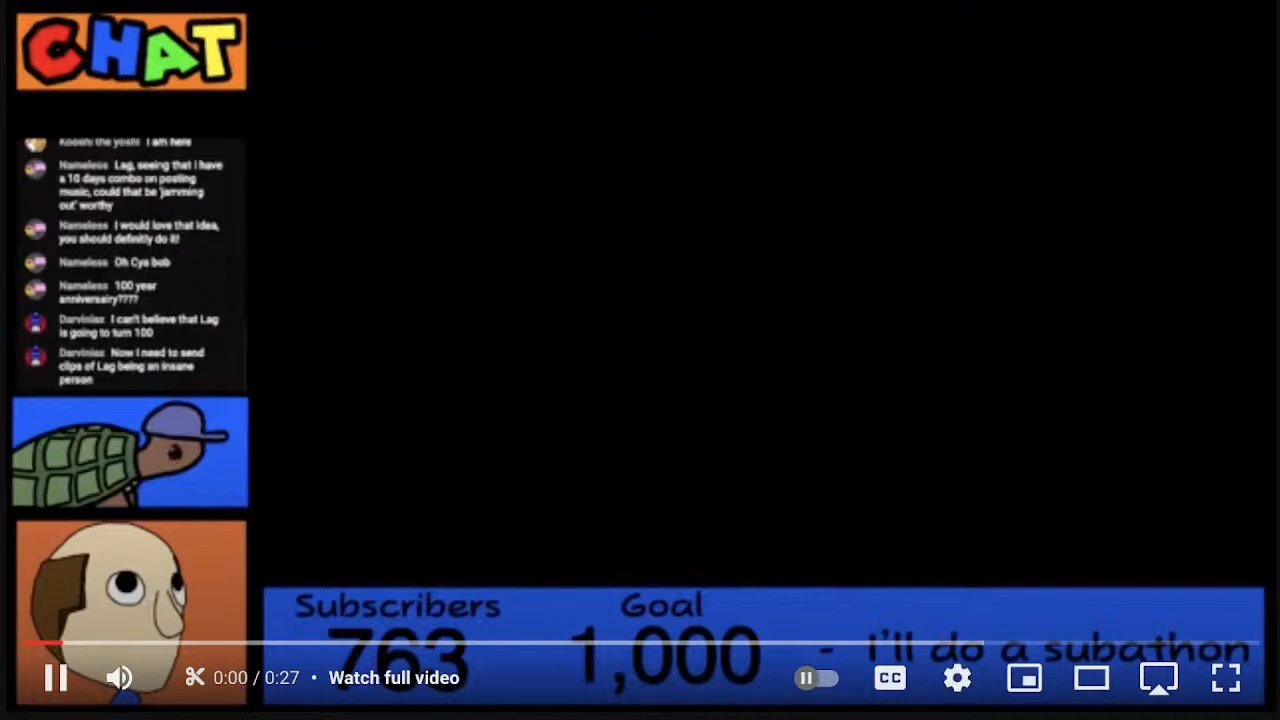 CHAT
Kooshi the yoshi I am here
Nameless Lag, seeing that I have
a 10 days combo on posting
music, could that be 'jamming
out' worthy
Nameless I would love that idea,
you should definitly do it!
Nameless Oh Cya bob
Nameless 100 year
anniversairy????
Darviniax I can't believe that Lag
is going to turn 100
Darviniax Now I need to send
clips of Lag being an insane
person
Subscribers Goal
763 1,000 - I'll do a subathon
0:00 / 0:27 • Watch full video CC